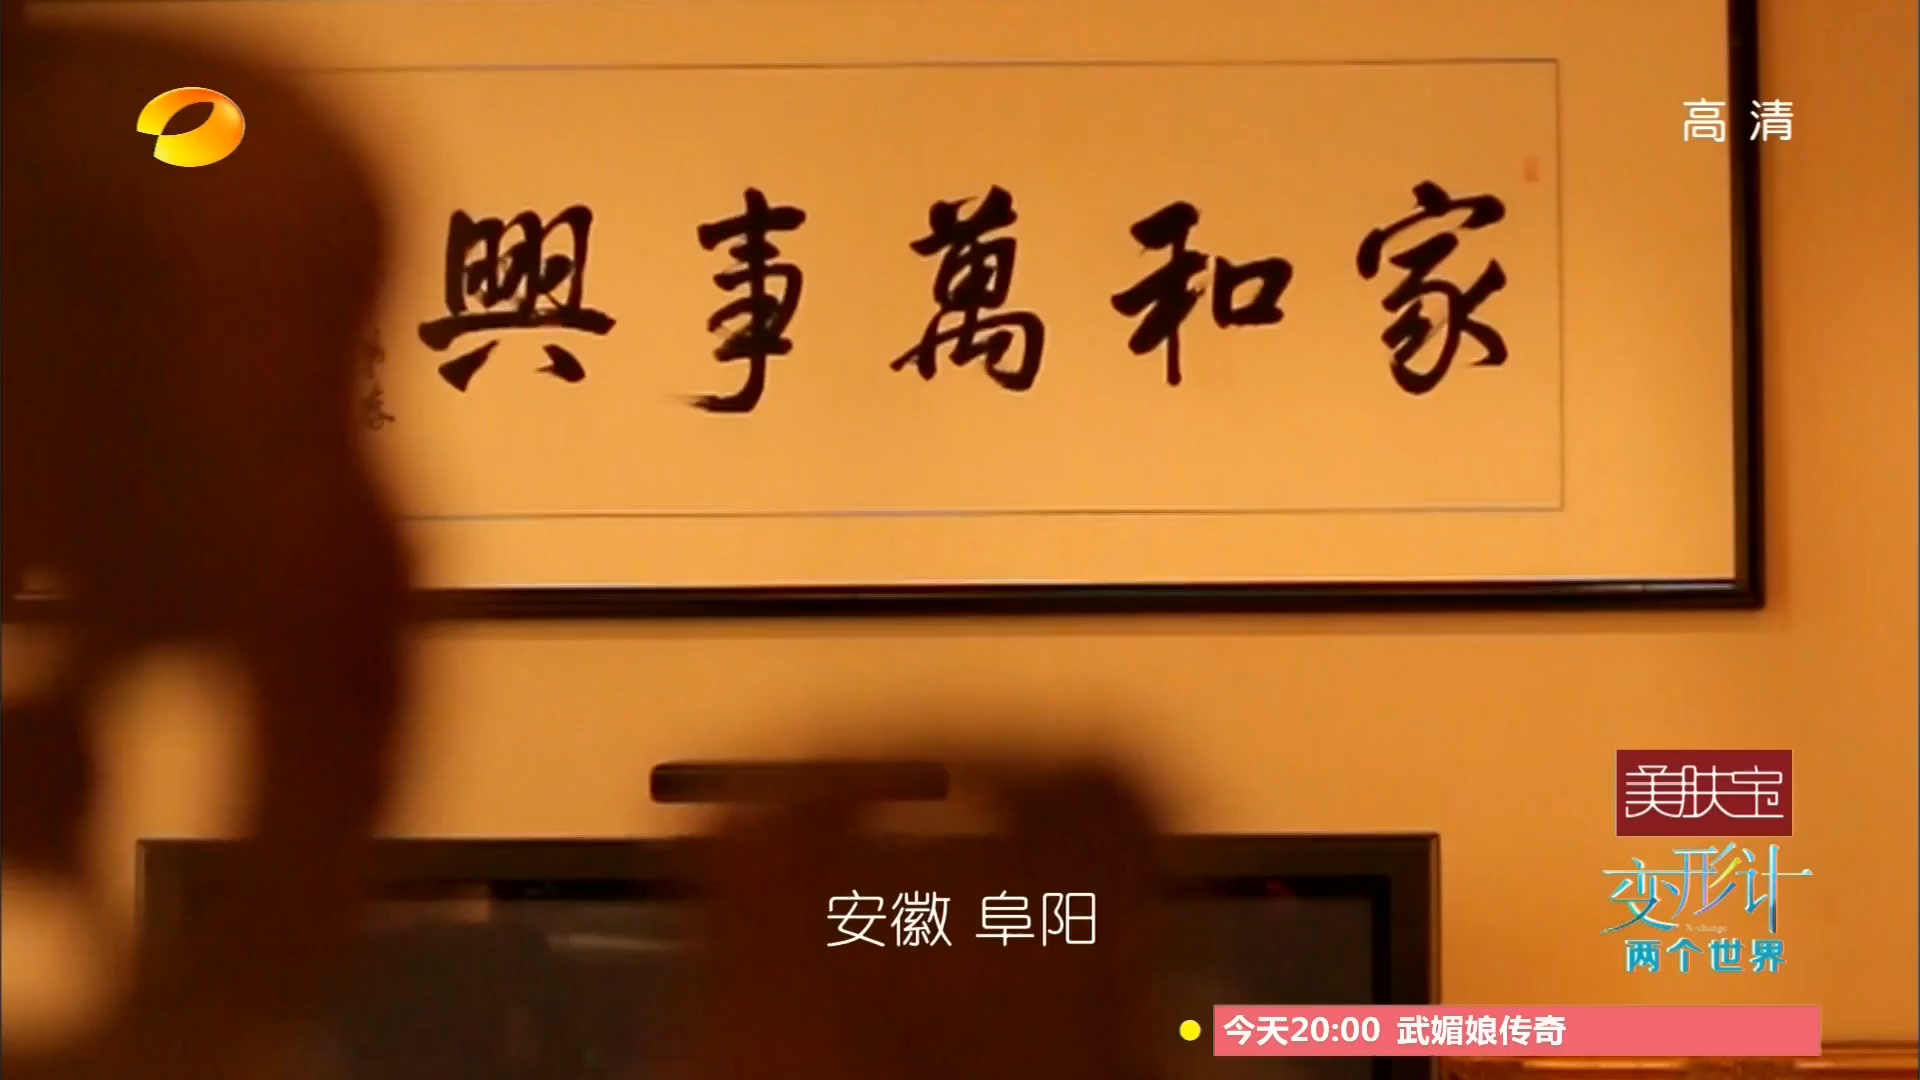 高清
家和萬事興
美肤宝
变形计
X-change
两个世界
安徽 阜阳
今天20:00 武媚娘传奇